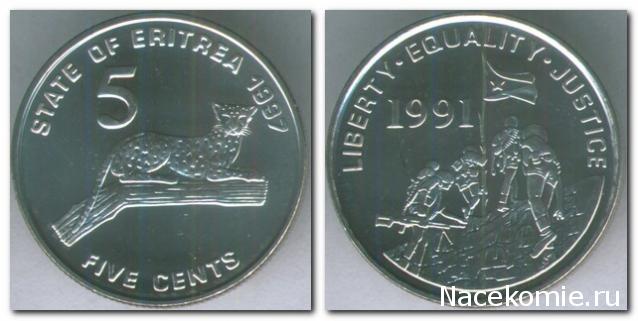 STATE OF ERITREA 1997
5
FIVE CENTS
LIBERTY · EQUALITY · JUSTICE
1991
Nacekomie.ru